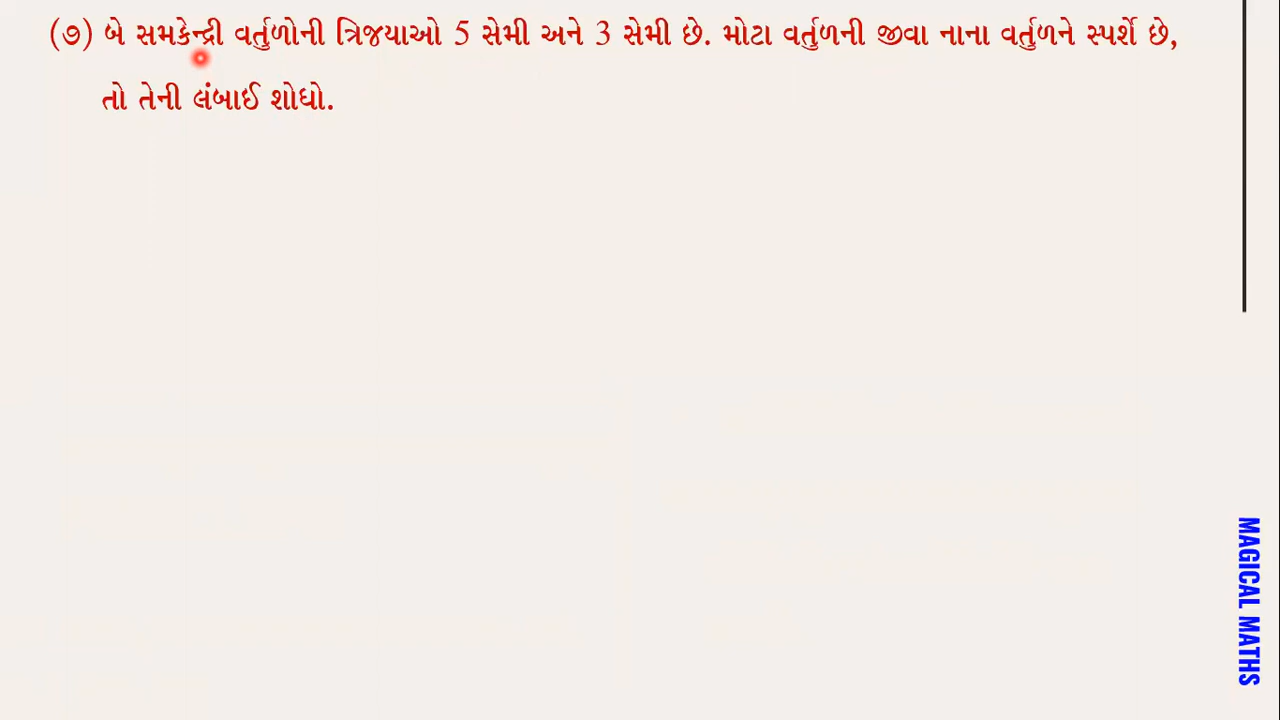 (૭) બે સમકેન્દ્રી વર્તુળોની ત્રિજયાઓ 5 સેમી અને 3 સેમી છે. મોટા વર્તુળની જીવા નાના વર્તુળને સ્પર્શે છે,
તો તેની લંબાઈ શોધો.
MAGICAL MATHS